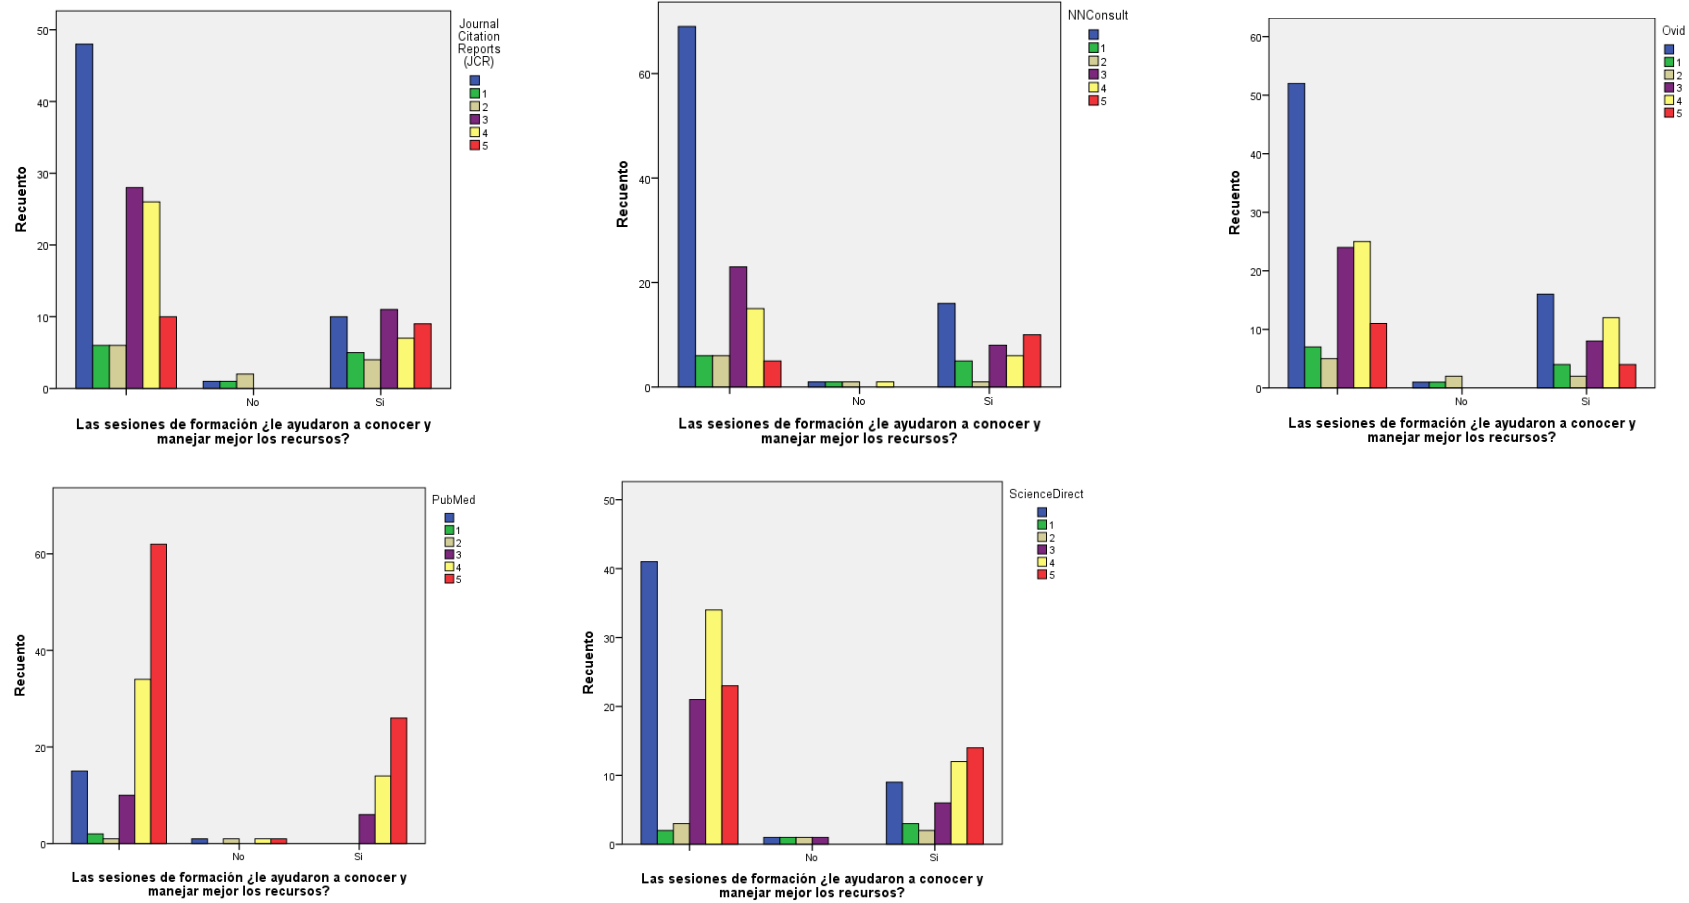 Journal
Citation
Reports
(JCR)
1
2
3
4
5
50
40
30
20
10
0
Recuento
No
Si
Las sesiones de formación ¿le ayudaron a conocer y
manejar mejor los recursos?
NNConsult
1
2
3
4
5
60
40
20
0
Recuento
No
Si
Las sesiones de formación ¿le ayudaron a conocer y
manejar mejor los recursos?
Ovid
1
2
3
4
5
60
50
40
30
20
10
0
Recuento
No
Si
Las sesiones de formación ¿le ayudaron a conocer y
manejar mejor los recursos?
PubMed
1
2
3
4
5
60
40
20
0
Recuento
No
Si
Las sesiones de formación ¿le ayudaron a conocer y
manejar mejor los recursos?
ScienceDirect
1
2
3
4
5
50
40
30
20
10
0
Recuento
No
Si
Las sesiones de formación ¿le ayudaron a conocer y
manejar mejor los recursos?